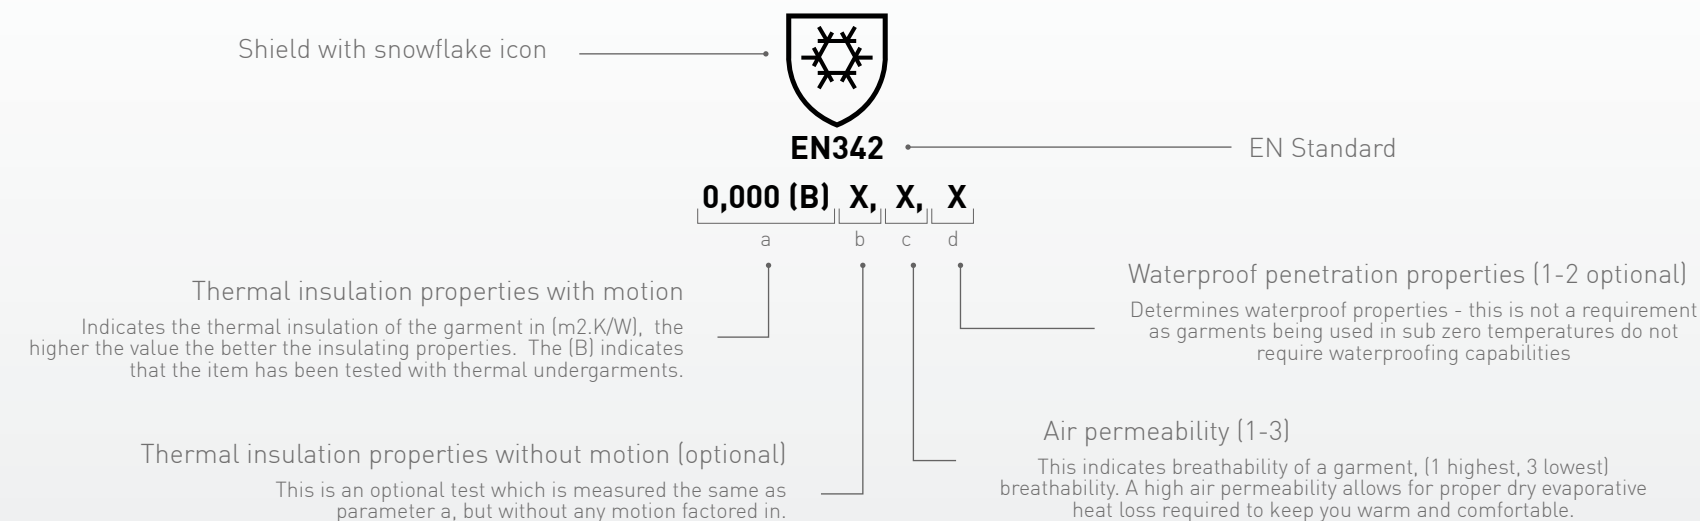 Shield with snowflake icon
EN342
EN Standard
0,000 (B) X, X, X
a b c d
Thermal insulation properties with motion
Indicates the thermal insulation of the garment in (m2.K/W), the
higher the value the better the insulating properties. The (B) indicates
that the item has been tested with thermal undergarments.
Waterproof penetration properties (1-2 optional)
Determines waterproof properties - this is not a requirement
as garments being used in sub zero temperatures do not
require waterproofing capabilities
Thermal insulation properties without motion (optional)
This is an optional test which is measured the same as
parameter a, but without any motion factored in.
Air permeability (1-3)
This indicates breathability of a garment, (1 highest, 3 lowest)
breathability. A high air permeability allows for proper dry evaporative
heat loss required to keep you warm and comfortable.